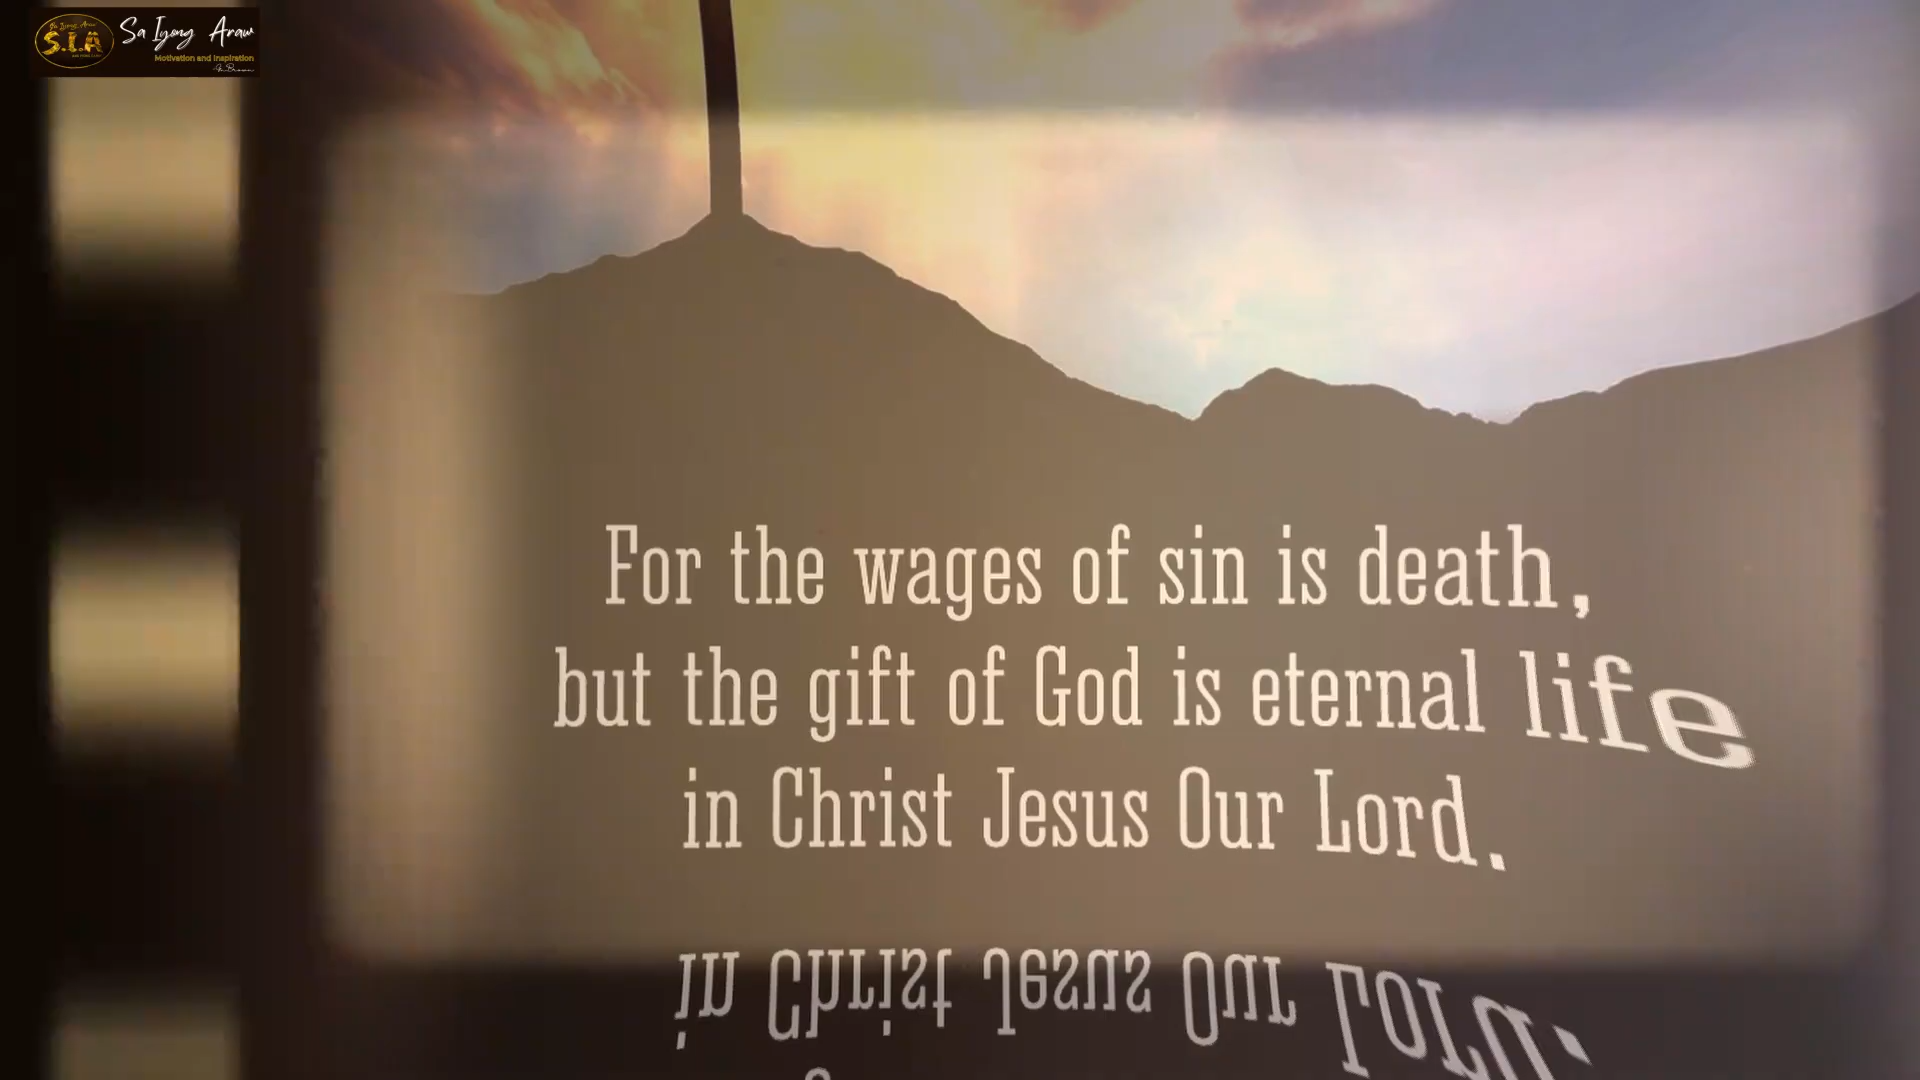 S.I.A
Sa Iyong Araw
Motivation and Inspiration
For the wages of sin is death,
but the gift of God is eternal life
in Christ Jesus Our Lord.
in Christ Jesus Our Lord.